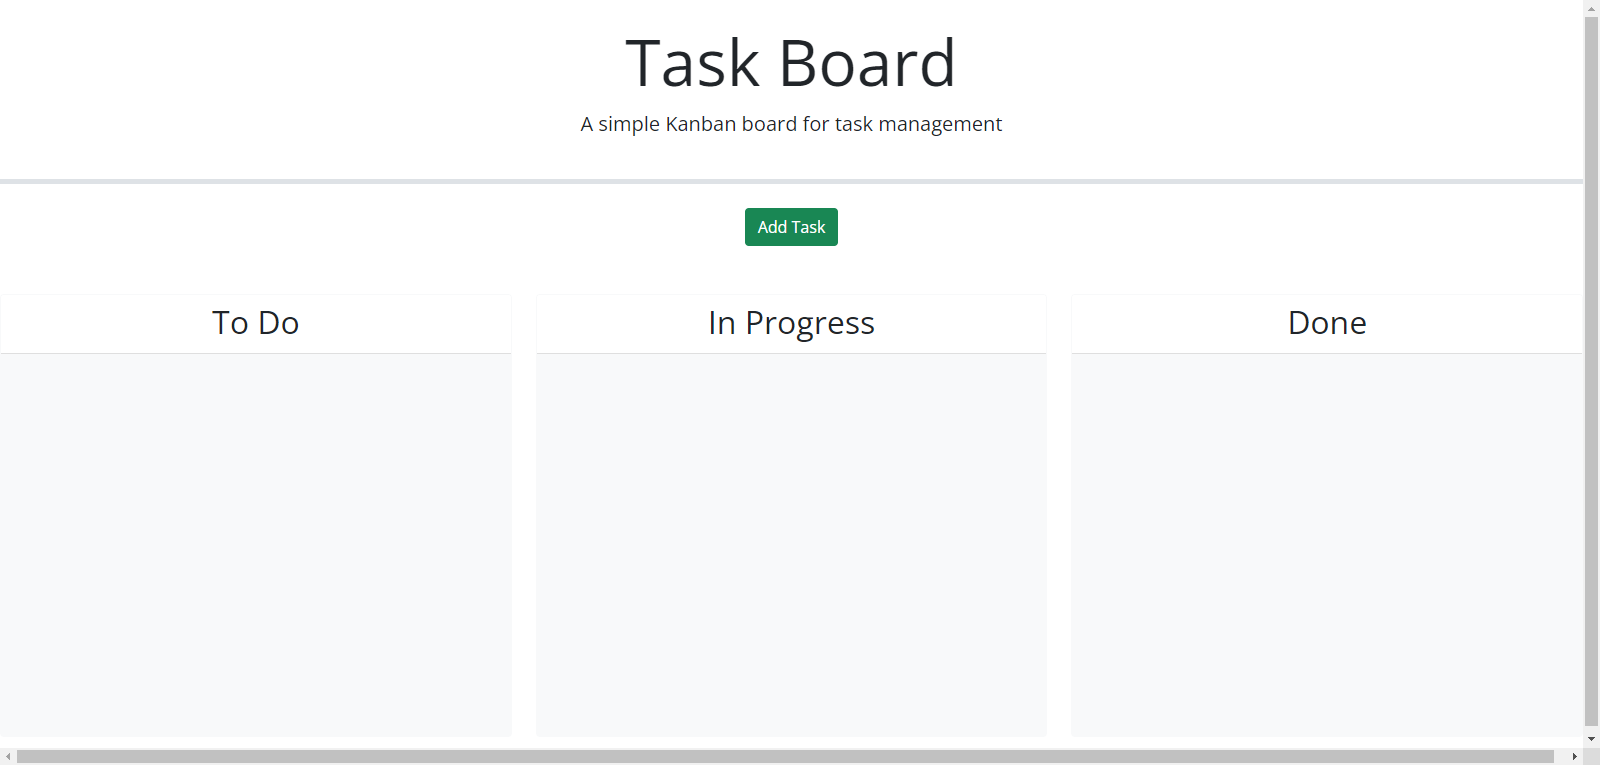 Task Board
A simple Kanban board for task management
Add Task
To Do
In Progress
Done